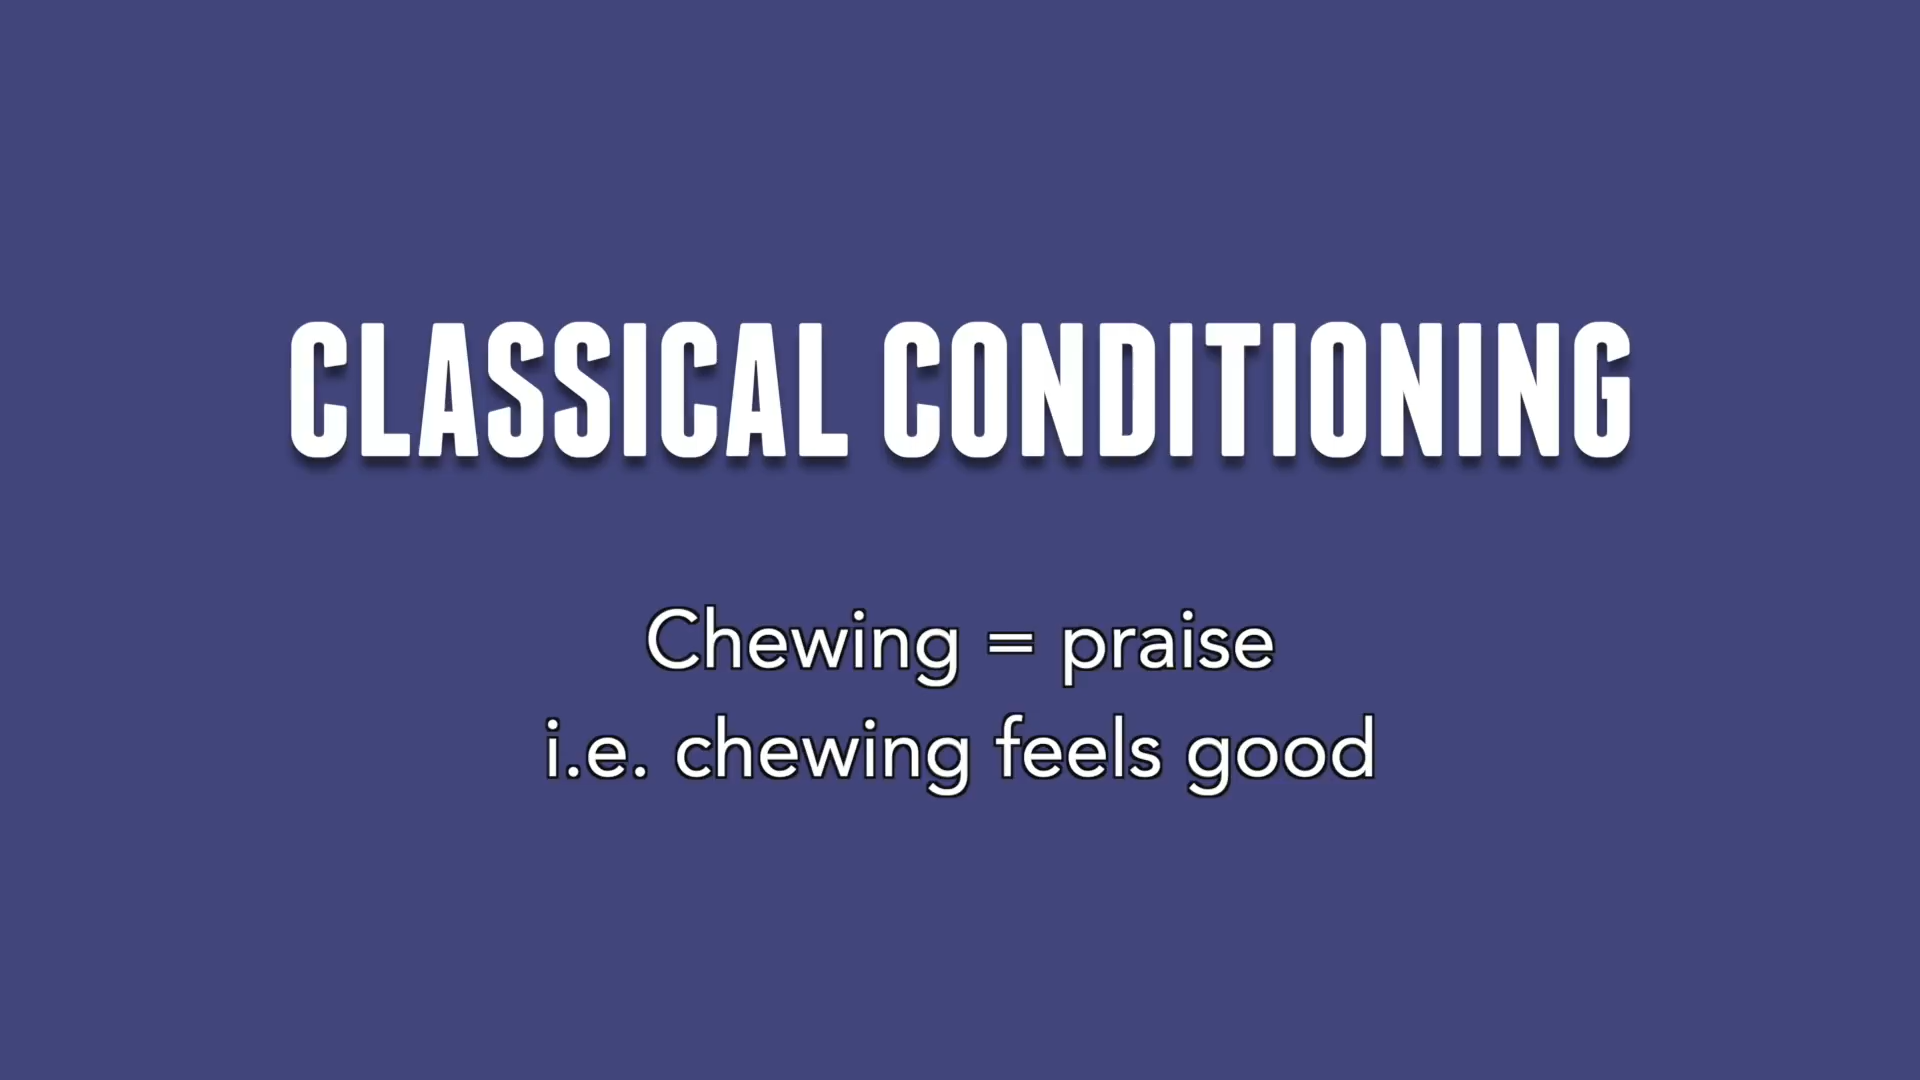 CLASSICAL CONDITIONING
Chewing = praise
i.e. chewing feels good